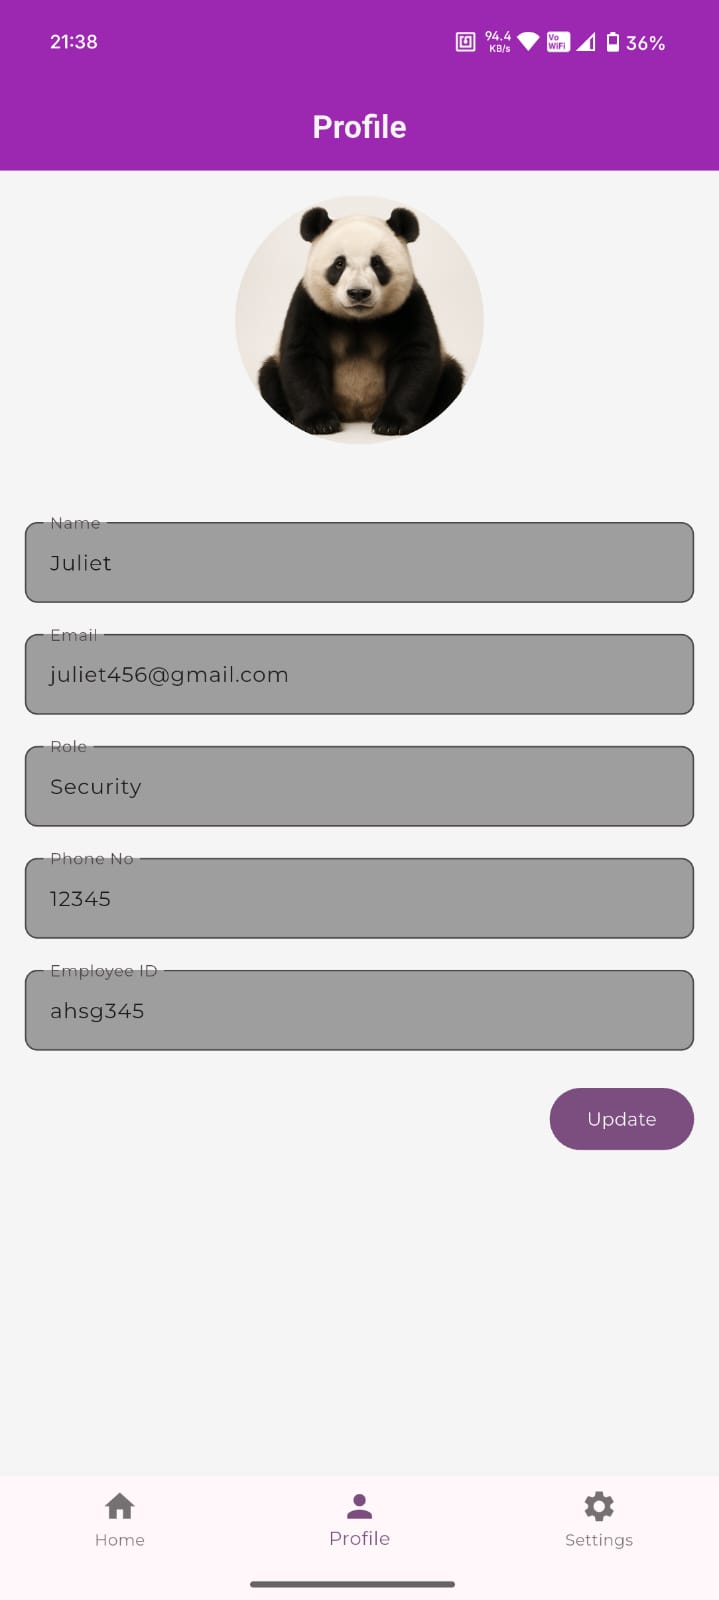 21:38
94.4
KB/s
Vo
WiFi
36%
Profile
Name
Juliet
Email
juliet456@gmail.com
Role
Security
Phone No
12345
Employee ID
ahsg345
Update
Home
Profile
Settings